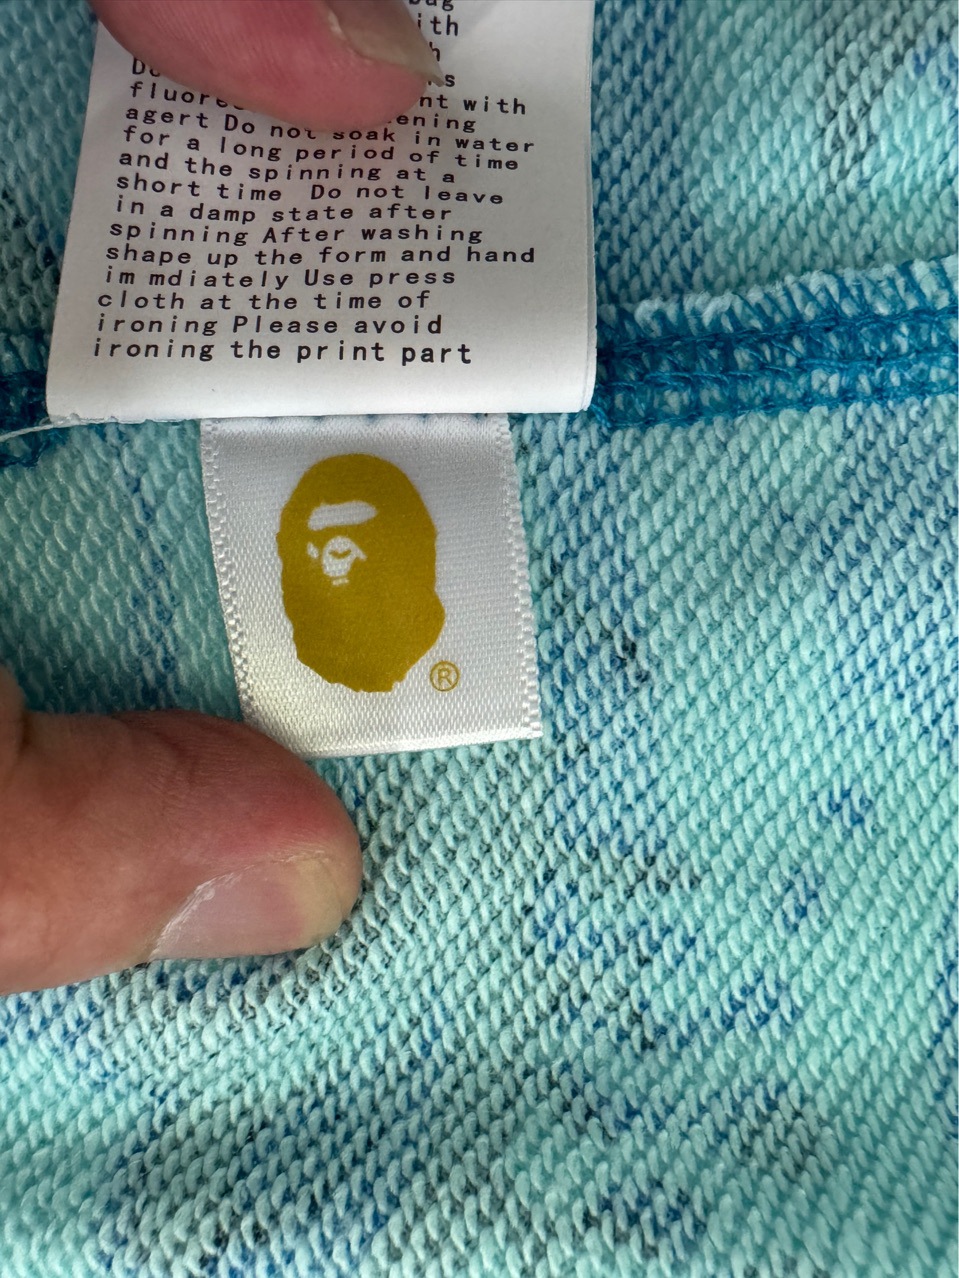 ith
fluore nt with
agert Do not soak in water
for a long period of time
and the spinning at a
short time Do not leave
in a damp state after
spinning After washing
shape up the form and hand
im mdiately Use press
cloth at the time of
ironing Please avoid
ironing the print part
®